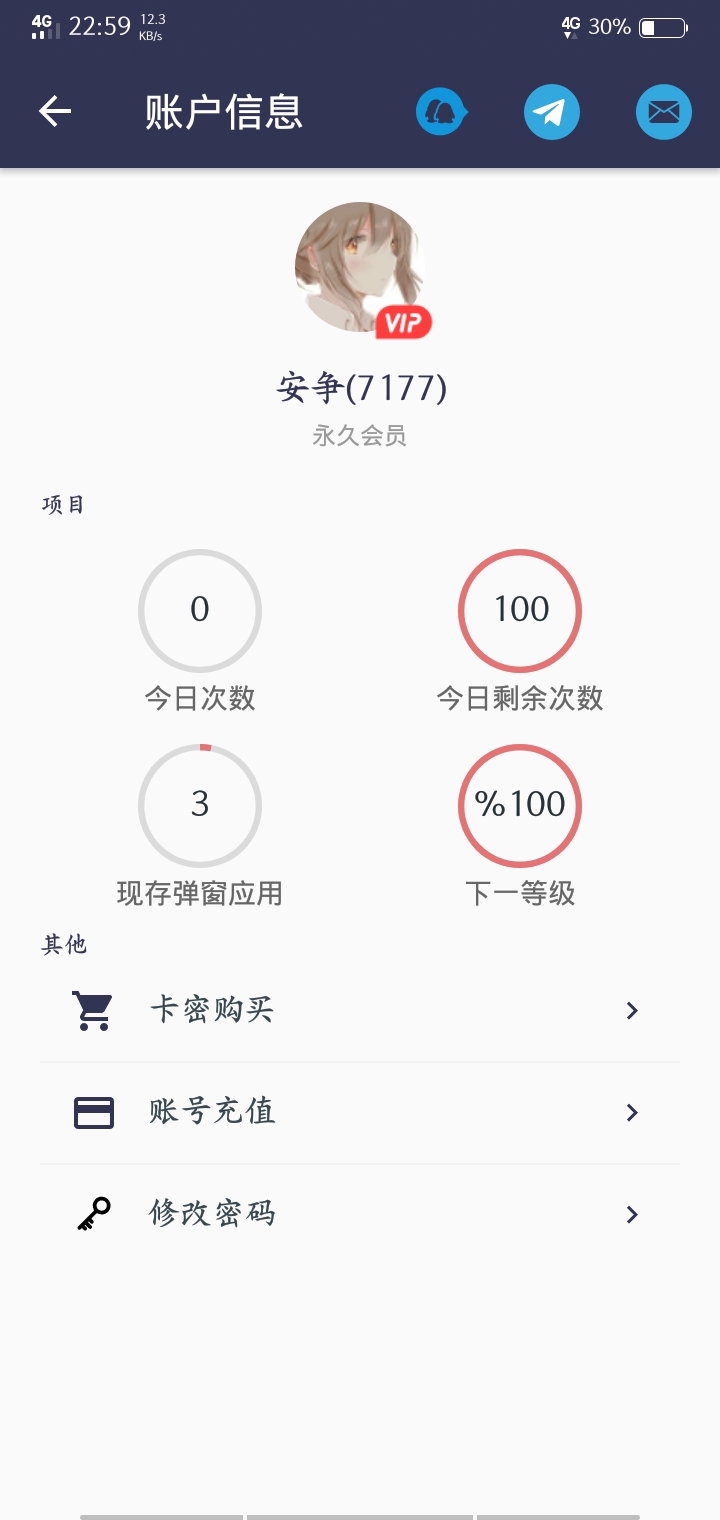 4G 22:59 12.3 KB/s 4G 30%
账户信息
VIP
安争(7177)
永久会员
项目
0 100
今日次数 今日剩余次数
3 %100
现存弹窗应用 下一等级
其他
卡密购买
账号充值
修改密码